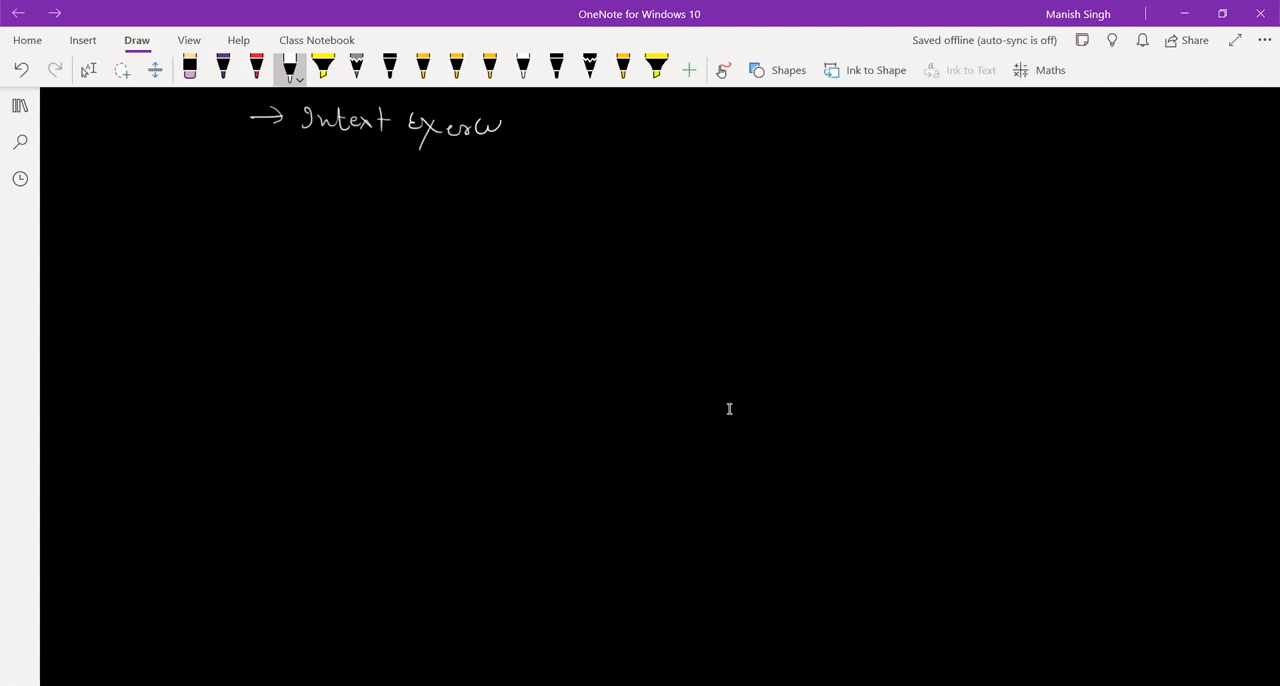 OneNote for Windows 10
Manish Singh
Home Insert Draw View Help Class Notebook
Saved offline (auto-sync is off) Share
Shapes Ink to Shape Ink to Text Maths
→ Intext exerci